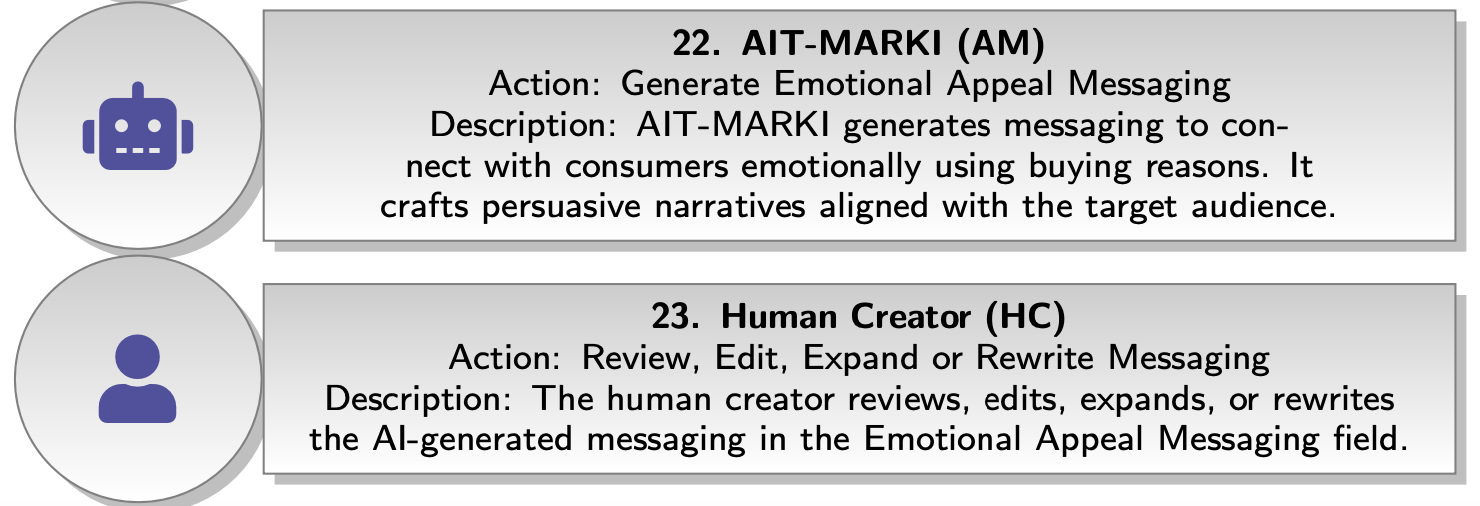 22. AIT-MARKI (AM)
Action: Generate Emotional Appeal Messaging
Description: AIT-MARKI generates messaging to con-
nect with consumers emotionally using buying reasons. It
crafts persuasive narratives aligned with the target audience.
23. Human Creator (HC)
Action: Review, Edit, Expand or Rewrite Messaging
Description: The human creator reviews, edits, expands, or rewrites
the AI-generated messaging in the Emotional Appeal Messaging field.